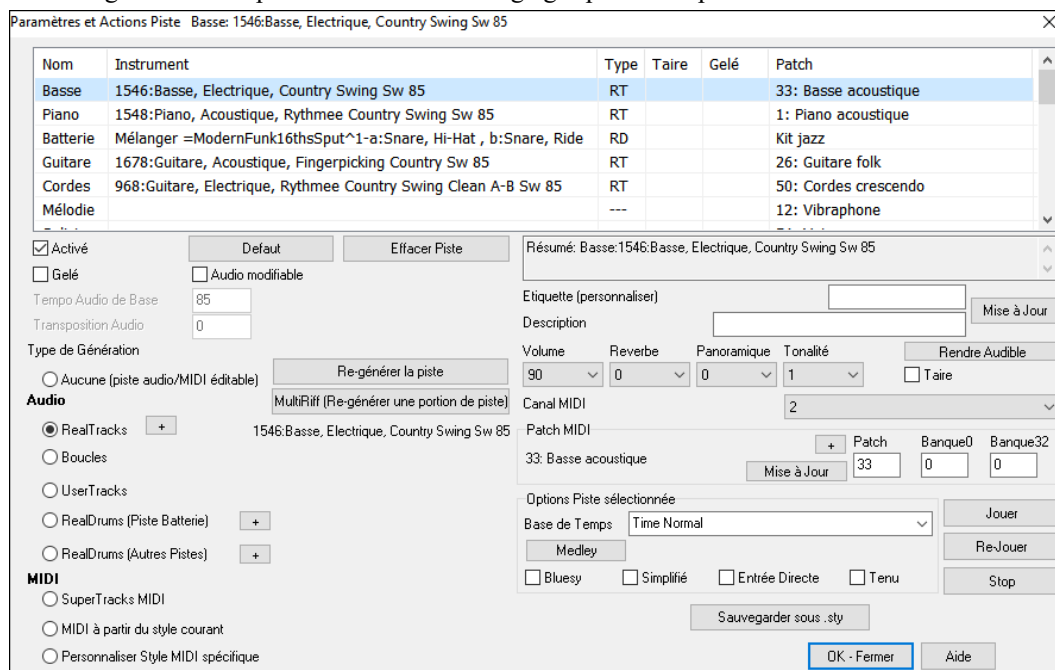 Paramètres et Actions Piste Basse: 1546:Basse, Electrique, Country Swing Sw 85
Nom Instrument Type Taire Gelé Patch
Basse 1546:Basse, Electrique, Country Swing Sw 85 RT 33: Basse acoustique
Piano 1548:Piano, Acoustique, Rythmee Country Swing Sw 85 RT 1: Piano acoustique
Batterie Mélanger =ModernFunk16thsSput^1-a:Snare, Hi-Hat , b:Snare, Ride RD Kit jazz
Guitare 1678:Guitare, Acoustique, Fingerpicking Country Sw 85 RT 26: Guitare folk
Cordes 968:Guitare, Electrique, Rythmee Country Swing Clean A-B Sw 85 RT 50: Cordes crescendo
Mélodie --- 12: Vibraphone
Activé Defaut Effacer Piste
Gelé Audio modifiable
Tempo Audio de Base 85
Transposition Audio 0
Type de Génération
Aucune (piste audio/MIDI éditable) Re-générer la piste
Audio MultiRiff (Re-générer une portion de piste)
RealTracks + 1546:Basse, Electrique, Country Swing Sw 85
Boucles
UserTracks
RealDrums (Piste Batterie) +
RealDrums (Autres Pistes) +
MIDI
SuperTracks MIDI
MIDI à partir du style courant
Personnaliser Style MIDI spécifique
Résumé: Basse:1546:Basse, Electrique, Country Swing Sw 85
Etiquette (personnaliser)
Description Mise à Jour
Volume Reverbe Panoramique Tonalité Rendre Audible
90 0 0 1 Taire
Canal MIDI 2
Patch MIDI
+ Patch Banque0 Banque32
33: Basse acoustique Mise à Jour 33 0 0
Options Piste sélectionnée
Base de Temps Time Normal Jouer
Medley Re-Jouer
Bluesy Simplifié Entrée Directe Tenu Stop
Sauvegarder sous .sty
OK - Fermer Aide